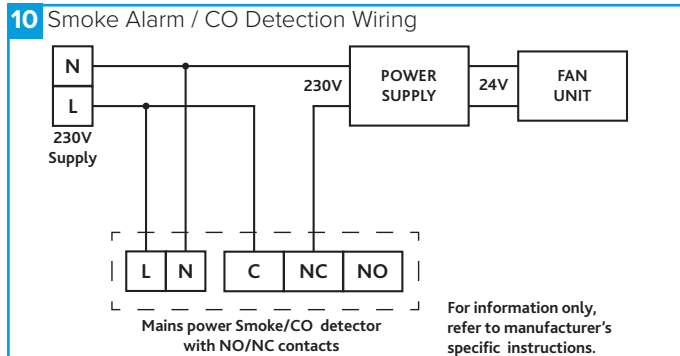 10 Smoke Alarm / CO Detection Wiring
N
L
230V
Supply
230V
POWER
SUPPLY
24V
FAN
UNIT
L N C NC NO
Mains power Smoke/CO detector
with NO/NC contacts
For information only,
refer to manufacturer's
specific instructions.